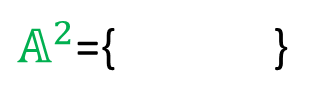 𝔸²={ }